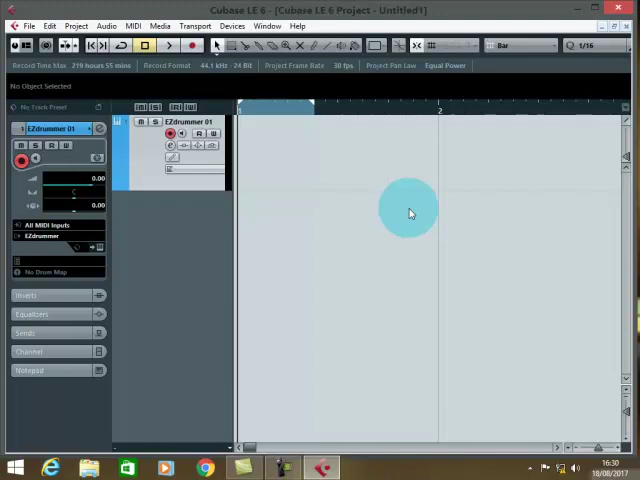 Cubase LE 6 - [Cubase LE 6 Project - Untitled1]
File Edit Project Audio MIDI Media Transport Devices Window Help
Bar
Q 1/16
Record Time Max 219 hours 55 mins Record Format 44.1 kHz - 24 Bit Project Frame Rate 30 fps Project Pan Law Equal Power
No Object Selected
No Track Preset
M S R W
1 2
1 EZdrummer 01
1 EZdrummer 01
M S R W
M S R W
0.00
C
0.00
All MIDI Inputs
EZdrummer
No Drum Map
Inserts
Equalizers
Sends
Channel
Notepad
16:30
18/08/2017